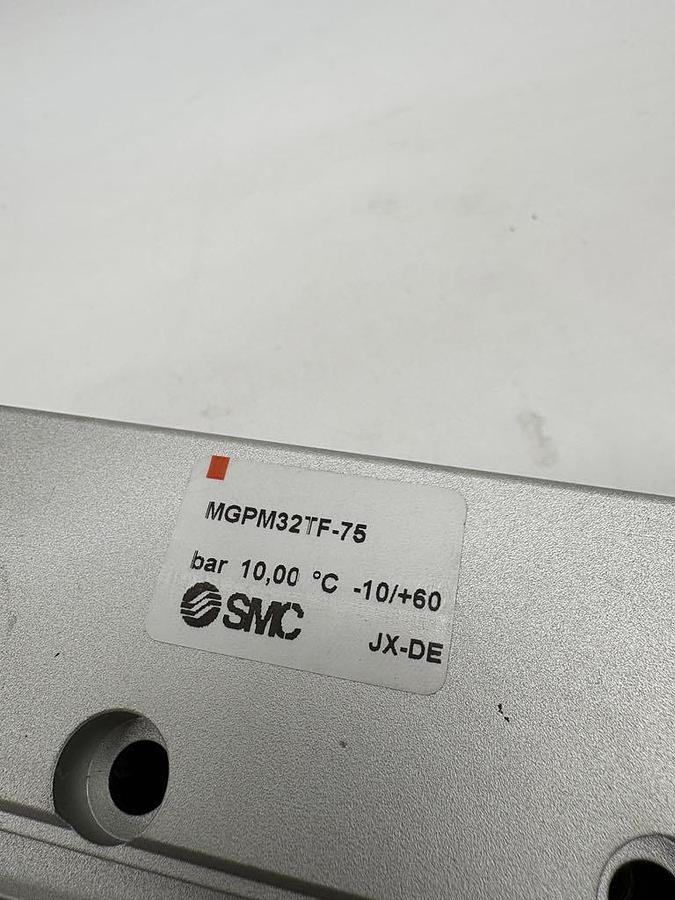 MGPM32TF-75
bar 10,00 °C -10/+60
SMC JX-DE